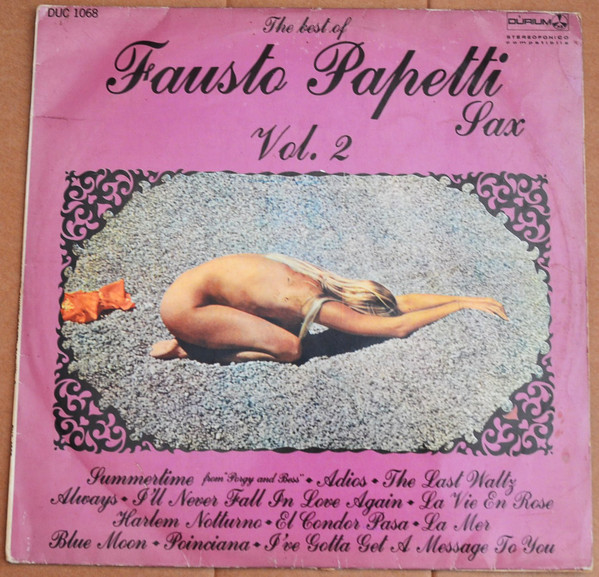 DUC 1068
DURIUM
STEREOFONICO
compatibile
The best of
Fausto Papetti
Sax
Vol. 2
Summertime from "Porgy and Bess" • Adios • The Last Waltz
Always • I'll Never Fall In Love Again • La Vie En Rose
Harlem Notturno • El Condor Pasa • La Mer
Blue Moon • Poinciana • I've Gotta Get A Message To You